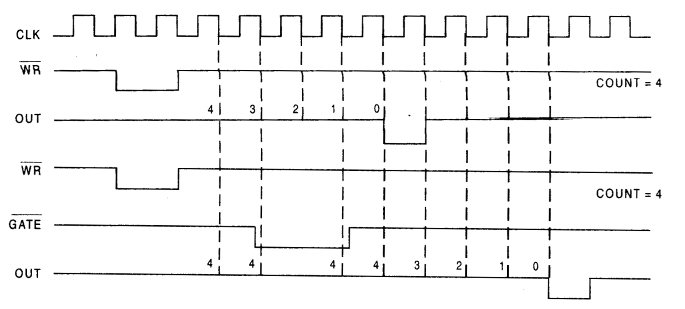 CLK
WR
COUNT = 4
4 3 2 1 0
OUT
WR
COUNT = 4
GATE
4 4 4 4 3 2 1 0
OUT